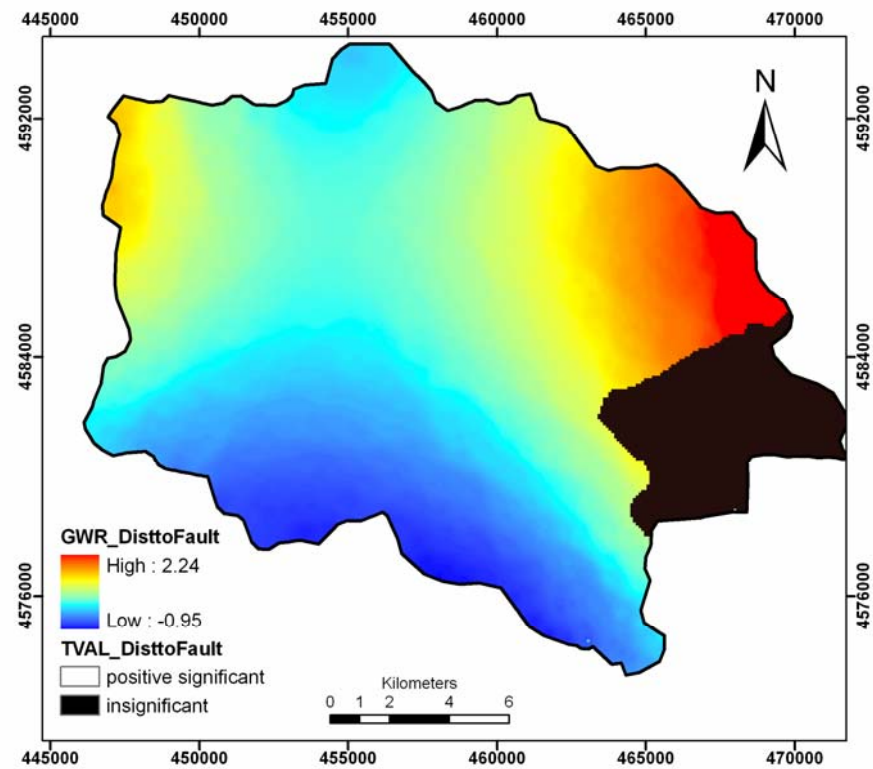 445000 450000 455000 460000 465000 470000
N
4592000 4592000
4584000 4584000
4576000 4576000
GWR_DisttoFault
High : 2.24
Low : -0.95
TVAL_DisttoFault
positive significant
insignificant
Kilometers
0 1 2 4 6
445000 450000 455000 460000 465000 470000